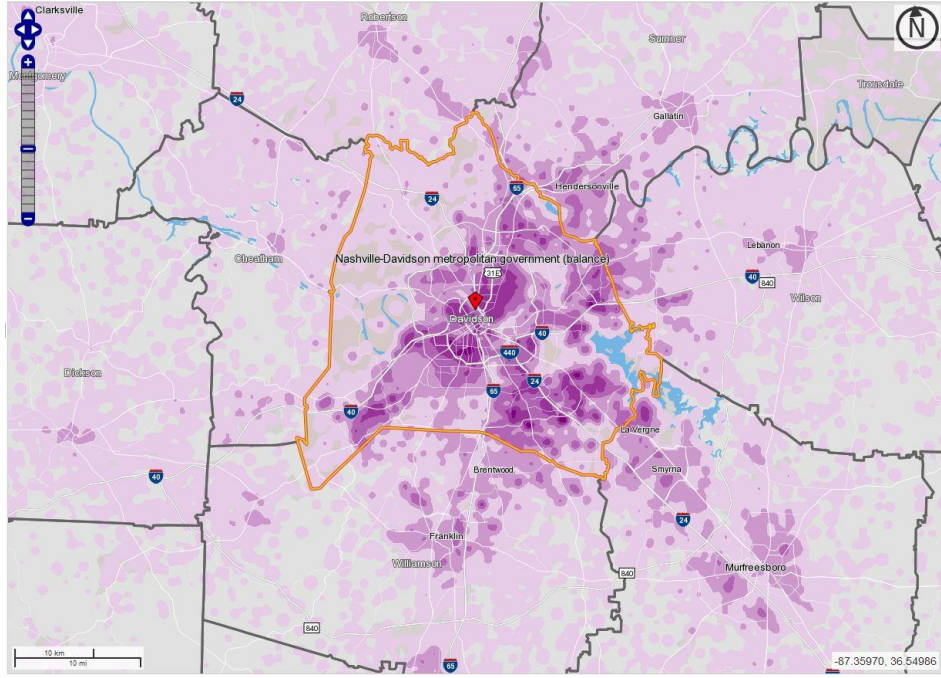 Clarksville
Robertson
Sumner
N
Montgomery
24
Trousdale
Gallatin
65
Hendersonville
24
Cheatham
Nashville-Davidson metropolitan government (balance)
Lebanon
31E
40
840
Wilson
Davidson
40
440
Dickson
24
65
40
La Vergne
Brentwood
Smyrna
40
24
Franklin
Williamson
Murfreesboro
840
840
10 km
10 mi
65
24
-87.35970, 36.54986